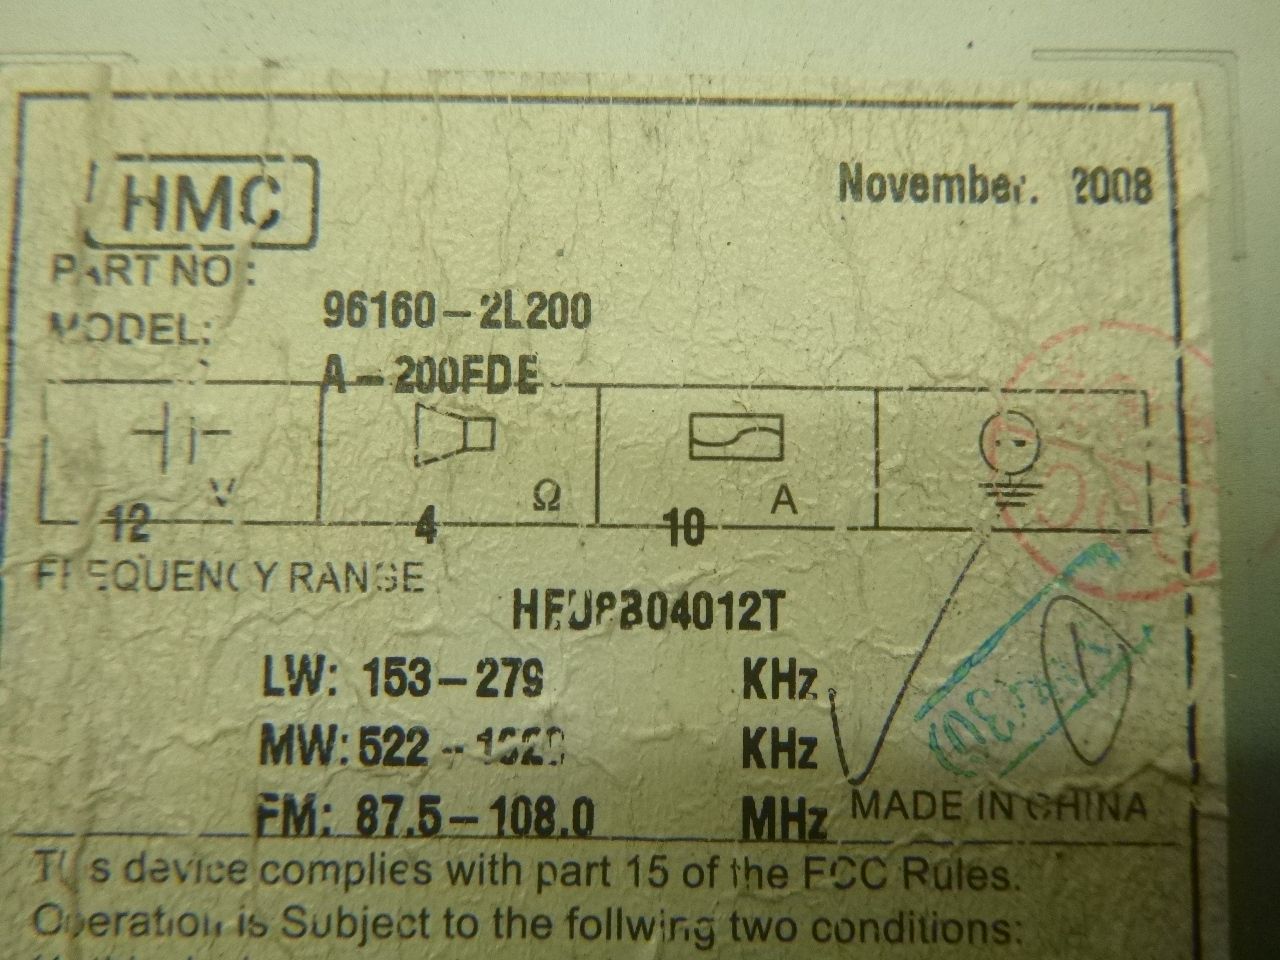 HMC
November. 2008
PART NO :
96160-2L200
MODEL:
A-200FDE
V Ω A
12 4 10
FREQUENCY RANGE
LW: 153-279 KHz
MW: 522 - KHz
FM: 87.5-108.0 MHz
MADE IN CHINA
This device complies with part 15 of the FCC Rules.
Operation is Subject to the follwing two conditions: